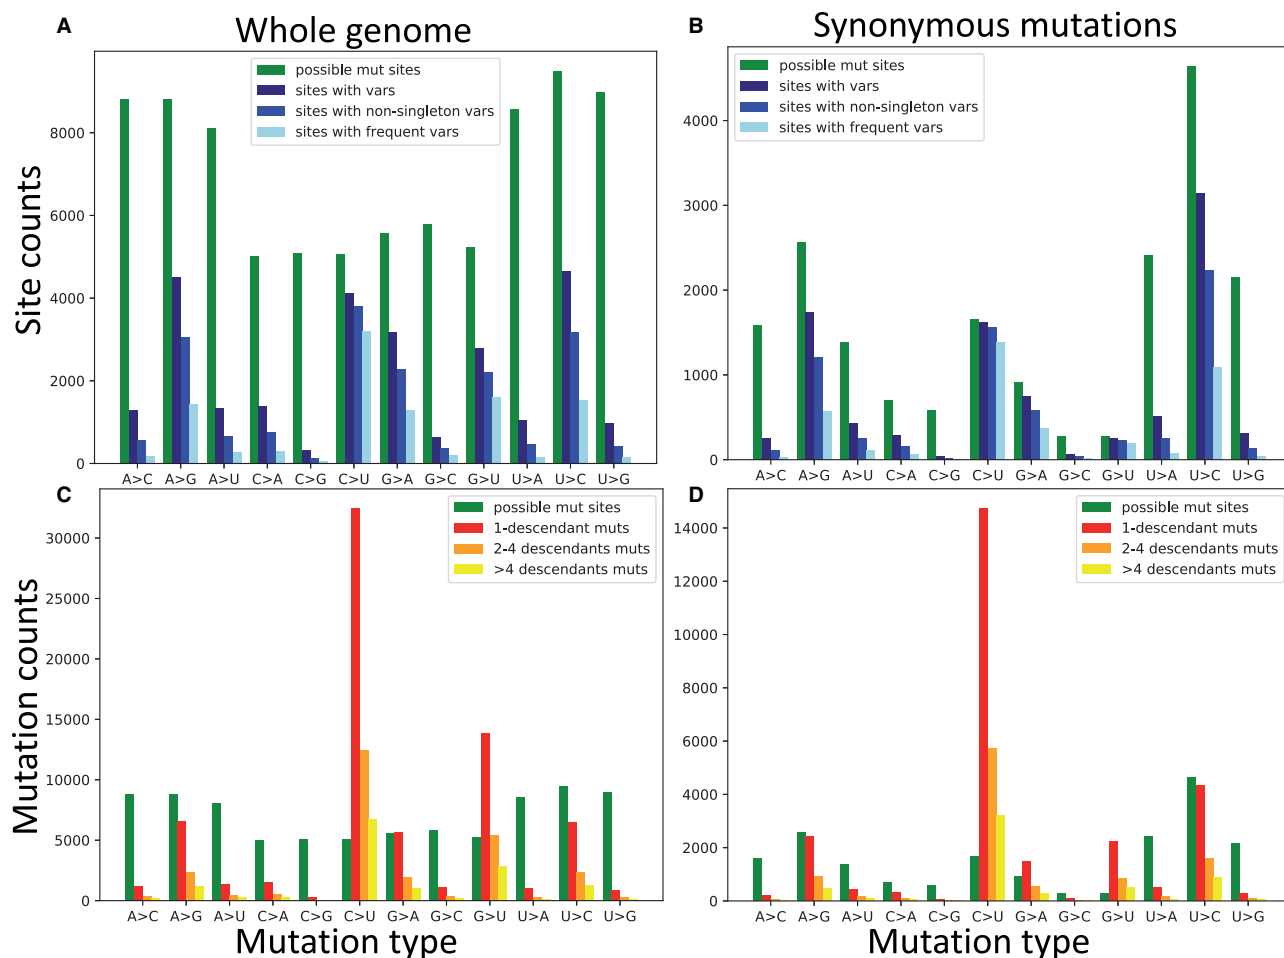 A
Whole genome
8000
6000
4000
2000
0
Site counts
possible mut sites
sites with vars
sites with non-singleton vars
sites with frequent vars
A>C A>G A>U C>A C>G C>U G>A G>C G>U U>A U>C U>G
B
Synonymous mutations
4000
3000
2000
1000
0
possible mut sites
sites with vars
sites with non-singleton vars
sites with frequent vars
A>C A>G A>U C>A C>G C>U G>A G>C G>U U>A U>C U>G
C
30000
25000
20000
15000
10000
5000
0
Mutation counts
possible mut sites
1-descendant muts
2-4 descendants muts
>4 descendants muts
A>C A>G A>U C>A C>G C>U G>A G>C G>U U>A U>C U>G
Mutation type
D
14000
12000
10000
8000
6000
4000
2000
0
possible mut sites
1-descendant muts
2-4 descendants muts
>4 descendants muts
A>C A>G A>U C>A C>G C>U G>A G>C G>U U>A U>C U>G
Mutation type